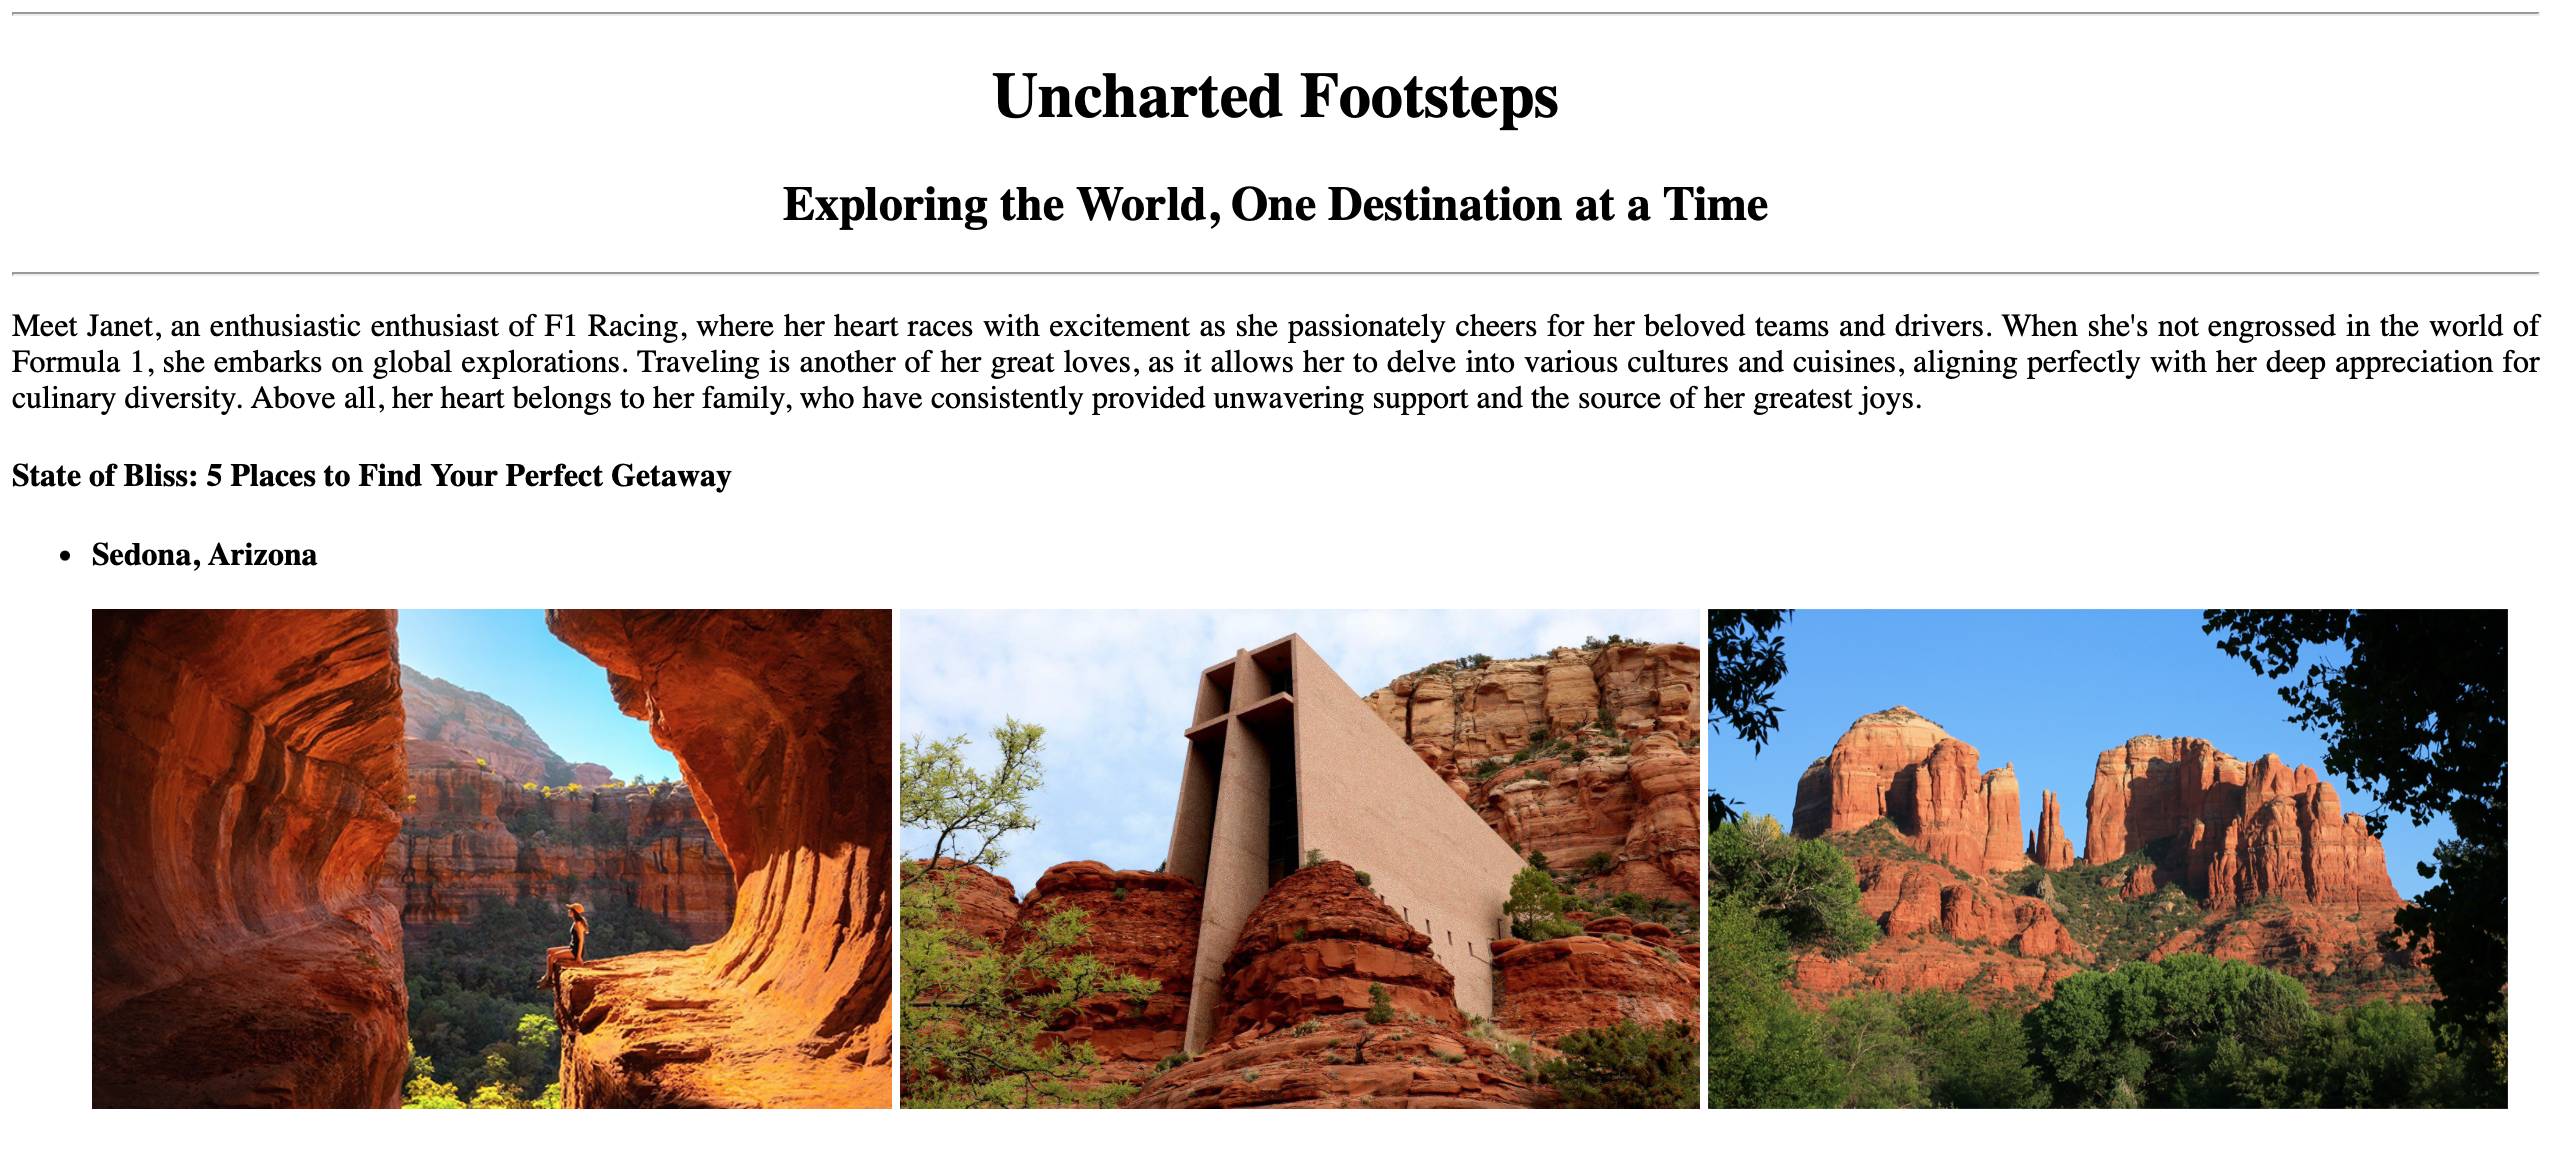 Uncharted Footsteps
Exploring the World, One Destination at a Time
Meet Janet, an enthusiastic enthusiast of F1 Racing, where her heart races with excitement as she passionately cheers for her beloved teams and drivers. When she's not engrossed in the world of
Formula 1, she embarks on global explorations. Traveling is another of her great loves, as it allows her to delve into various cultures and cuisines, aligning perfectly with her deep appreciation for
culinary diversity. Above all, her heart belongs to her family, who have consistently provided unwavering support and the source of her greatest joys.
State of Bliss: 5 Places to Find Your Perfect Getaway
• Sedona, Arizona